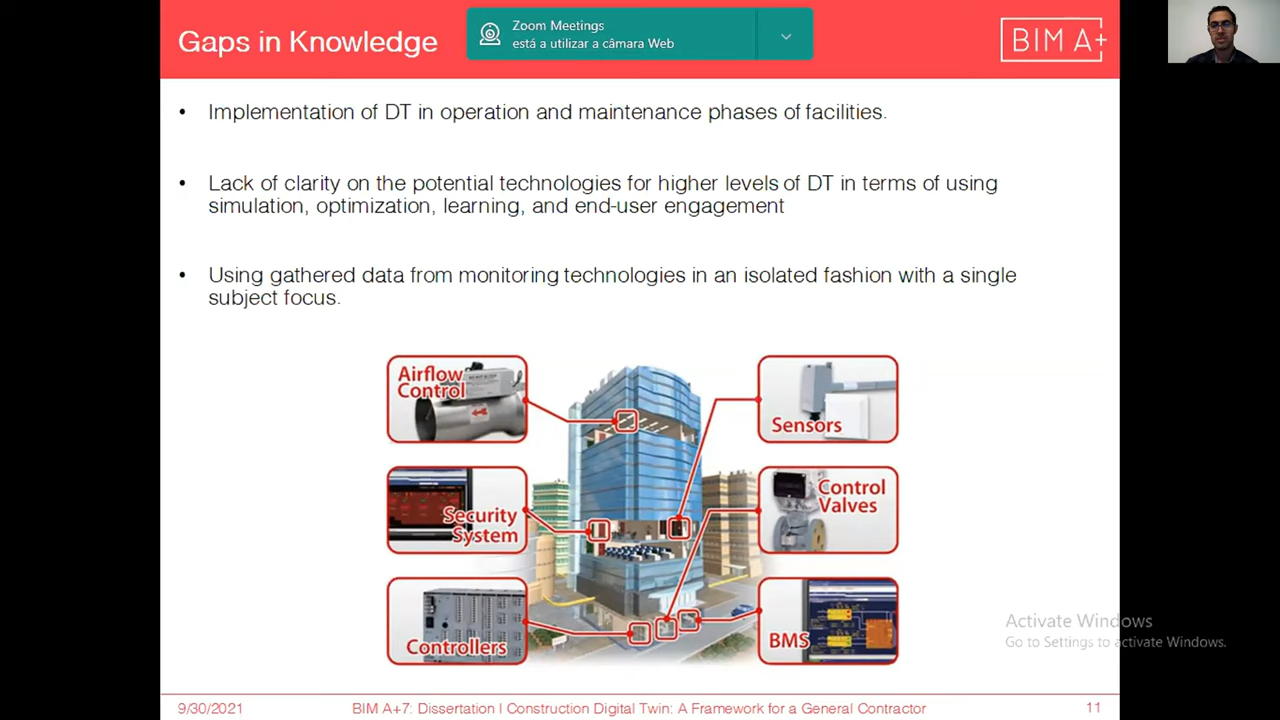 Gaps in Knowledge
Zoom Meetings
está a utilizar a câmara Web
BIM A+
• Implementation of DT in operation and maintenance phases of facilities.
• Lack of clarity on the potential technologies for higher levels of DT in terms of using
simulation, optimization, learning, and end-user engagement
• Using gathered data from monitoring technologies in an isolated fashion with a single
subject focus.
Airflow
Control
Sensors
Security
System
Control
Valves
Controllers
BMS
Activate Windows
Go to Settings to activate Windows.
9/30/2021
BIM A+7: Dissertation | Construction Digital Twin: A Framework for a General Contractor
11